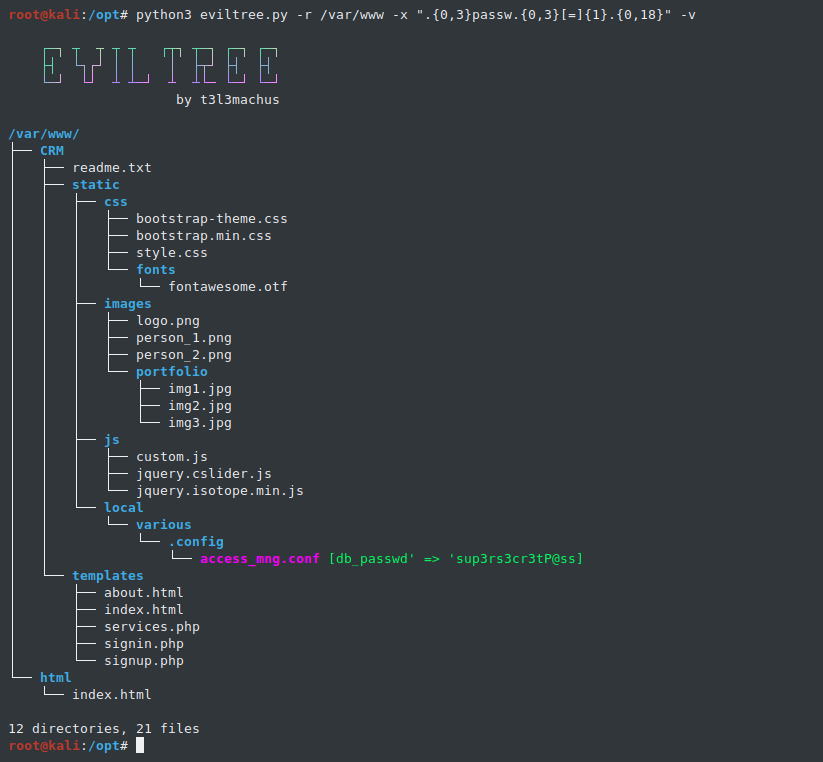 root@kali:/opt# python3 eviltree.py -r /var/www -x ".{0,3}passw.{0,3}[=]{1}.{0,18}" -v
EVIL TREE
by t3l3machus
/var/www/
├── CRM
│   ├── readme.txt
│   ├── static
│   │   ├── css
│   │   │   ├── bootstrap-theme.css
│   │   │   ├── bootstrap.min.css
│   │   │   ├── style.css
│   │   │   └── fonts
│   │   │       └── fontawesome.otf
│   │   ├── images
│   │   │   ├── logo.png
│   │   │   ├── person_1.png
│   │   │   ├── person_2.png
│   │   │   └── portfolio
│   │   │       ├── img1.jpg
│   │   │       ├── img2.jpg
│   │   │       └── img3.jpg
│   │   ├── js
│   │   │   ├── custom.js
│   │   │   ├── jquery.cslider.js
│   │   │   └── jquery.isotope.min.js
│   │   └── local
│   │       └── various
│   │           └── .config
│   │               └── access_mng.conf [db_passwd' => 'sup3rs3cr3tP@ss]
│   └── templates
│       ├── about.html
│       ├── index.html
│       ├── services.php
│       ├── signin.php
│       └── signup.php
└── html
    └── index.html
12 directories, 21 files
root@kali:/opt#